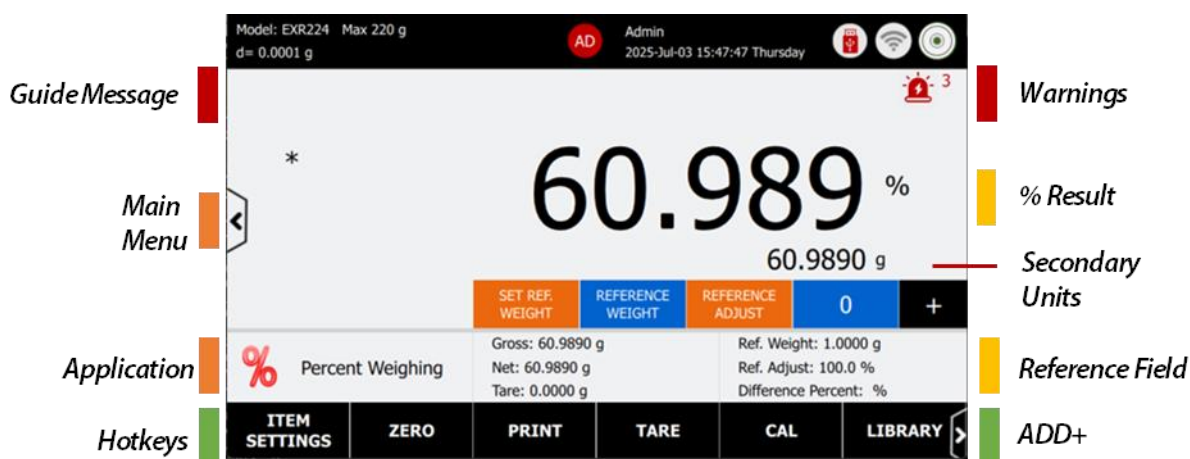 Model: EXR224 Max 220 g
d= 0.0001 g
AD
Admin
2025-Jul-03 15:47:47 Thursday
Guide Message
3
Warnings
*
60.989 %
% Result
Main
Menu
60.9890 g
Secondary
Units
SET REF.
WEIGHT
REFERENCE
WEIGHT
REFERENCE
ADJUST
0
+
Application
% Percent Weighing
Gross: 60.9890 g
Net: 60.9890 g
Tare: 0.0000 g
Ref. Weight: 1.0000 g
Ref. Adjust: 100.0 %
Difference Percent: %
Reference Field
Hotkeys
ITEM
SETTINGS
ZERO
PRINT
TARE
CAL
LIBRARY
ADD+